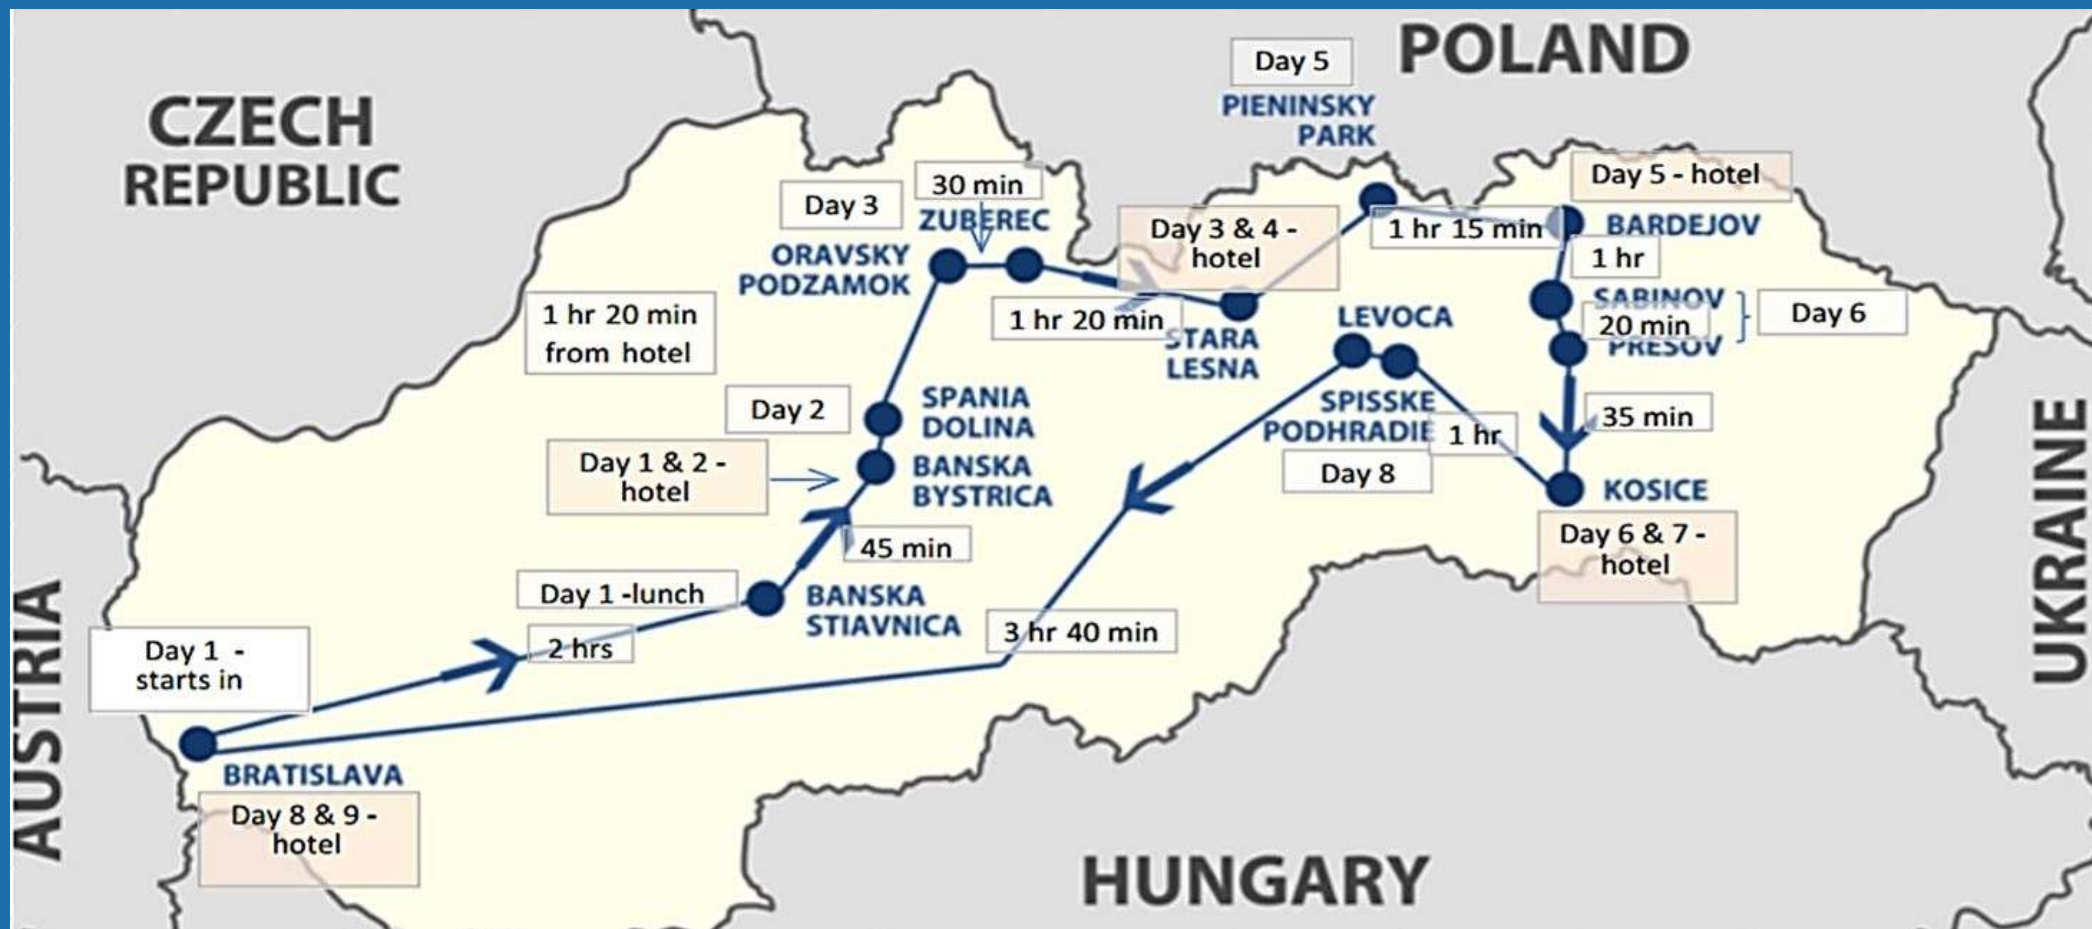 POLAND
Day 5
PIENINSKY
PARK
CZECH
REPUBLIC
Day 5 - hotel
30 min
Day 3
ZUBEREC
BARDEJOV
1 hr 15 min
Day 3 & 4 -
hotel
1 hr
ORAVSKY
PODZAMOK
SABINOV
20 min
PRESOV
Day 6
1 hr 20 min
from hotel
1 hr 20 min
STARA
LESNA
LEVOCA
SPANIA
DOLINA
Day 2
SPISSKE
PODHRADIE
1 hr
35 min
Day 8
Day 1 & 2 -
hotel
BANSKA
BYSTRICA
KOSICE
Day 6 & 7 -
hotel
45 min
Day 1 -lunch
BANSKA
STIAVNICA
2 hrs
3 hr 40 min
Day 1 -
starts in
BRATISLAVA
Day 8 & 9 -
hotel
AUSTRIA
HUNGARY
UKRAINE